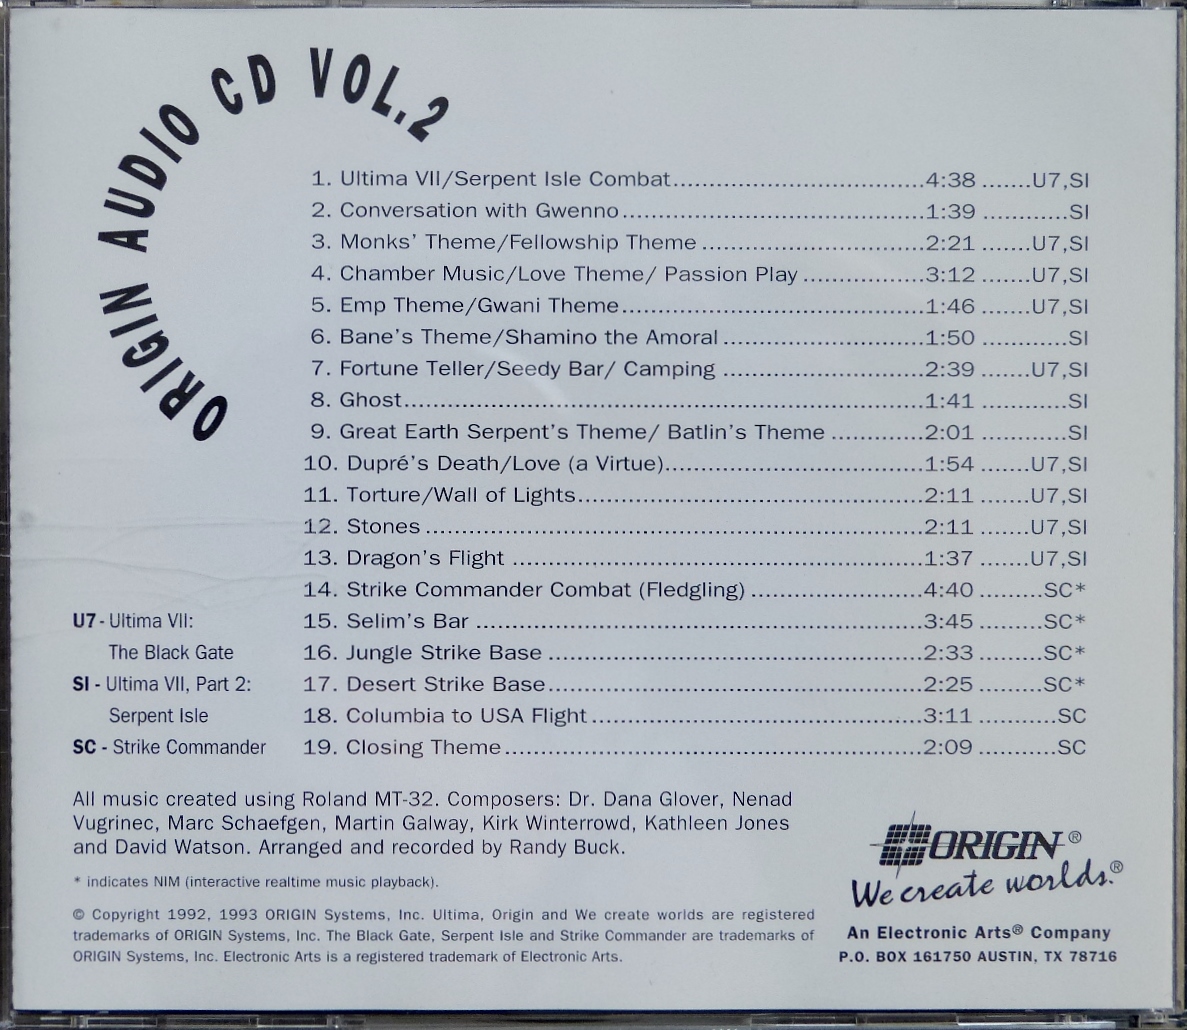 ORIGIN AUDIO CD VOL.2
1. Ultima VII/Serpent Isle Combat....................................4:38 .......U7,SI
2. Conversation with Gwenno..........................................1:39 ............SI
3. Monks' Theme/Fellowship Theme ...............................2:21 .......U7,SI
4. Chamber Music/Love Theme/ Passion Play .................3:12 .......U7,SI
5. Emp Theme/Gwani Theme..........................................1:46 .......U7,SI
6. Bane's Theme/Shamino the Amoral ............................1:50 ............SI
7. Fortune Teller/Seedy Bar/ Camping ............................2:39 .......U7,SI
8. Ghost........................................................................1:41 ............SI
9. Great Earth Serpent's Theme/ Batlin's Theme .............2:01 ............SI
10. Dupré's Death/Love (a Virtue)....................................1:54 .......U7,SI
11. Torture/Wall of Lights................................................2:11 .......U7,SI
12. Stones .....................................................................2:11 .......U7,SI
13. Dragon's Flight .........................................................1:37 .......U7,SI
14. Strike Commander Combat (Fledgling) ........................4:40 .........SC*
15. Selim's Bar ..............................................................3:45 .........SC*
16. Jungle Strike Base ....................................................2:33 .........SC*
17. Desert Strike Base....................................................2:25 .........SC*
18. Columbia to USA Flight ..............................................3:11 ...........SC
19. Closing Theme..........................................................2:09 ...........SC
U7 - Ultima VII:
The Black Gate
SI - Ultima VII, Part 2:
Serpent Isle
SC - Strike Commander
All music created using Roland MT-32. Composers: Dr. Dana Glover, Nenad
Vugrinec, Marc Schaefgen, Martin Galway, Kirk Winterrowd, Kathleen Jones
and David Watson. Arranged and recorded by Randy Buck.
* indicates NIM (interactive realtime music playback).
© Copyright 1992, 1993 ORIGIN Systems, Inc. Ultima, Origin and We create worlds are registered
trademarks of ORIGIN Systems, Inc. The Black Gate, Serpent Isle and Strike Commander are trademarks of
ORIGIN Systems, Inc. Electronic Arts is a registered trademark of Electronic Arts.
ORIGIN®
We create worlds.®
An Electronic Arts® Company
P.O. BOX 161750 AUSTIN, TX 78716